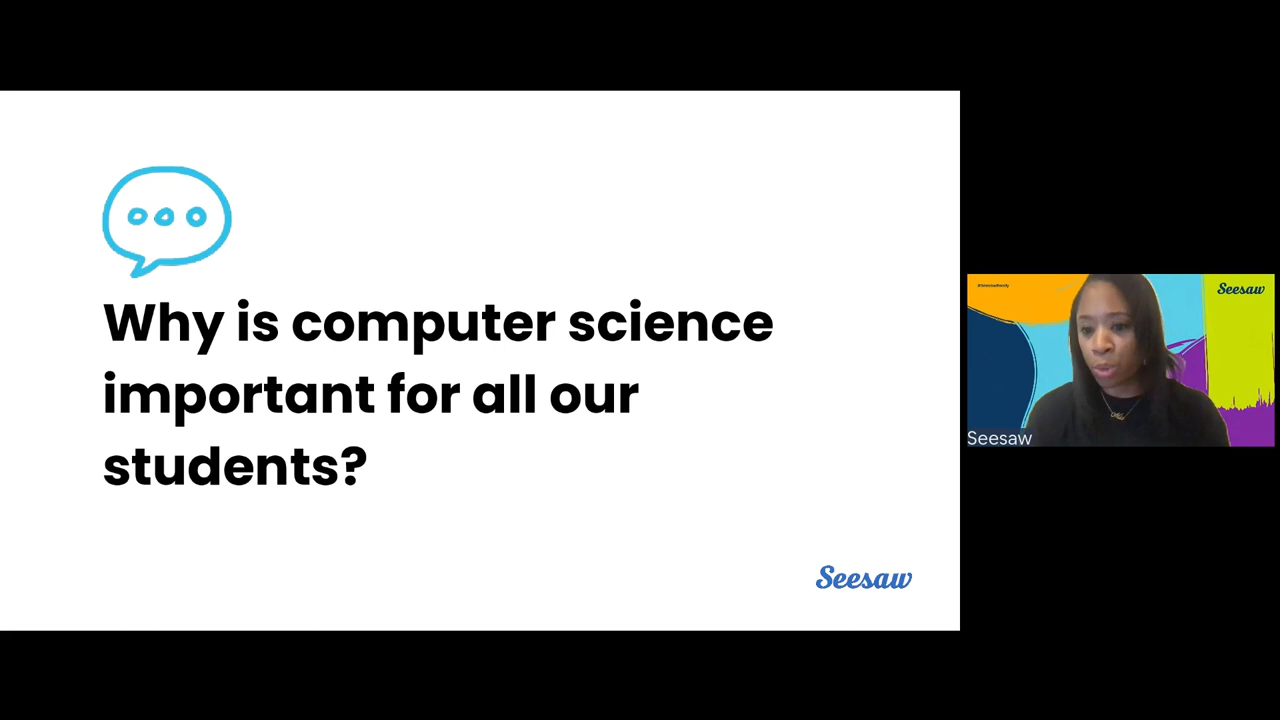 Why is computer science
important for all our
students?
Seesaw
Seesaw
Seesaw